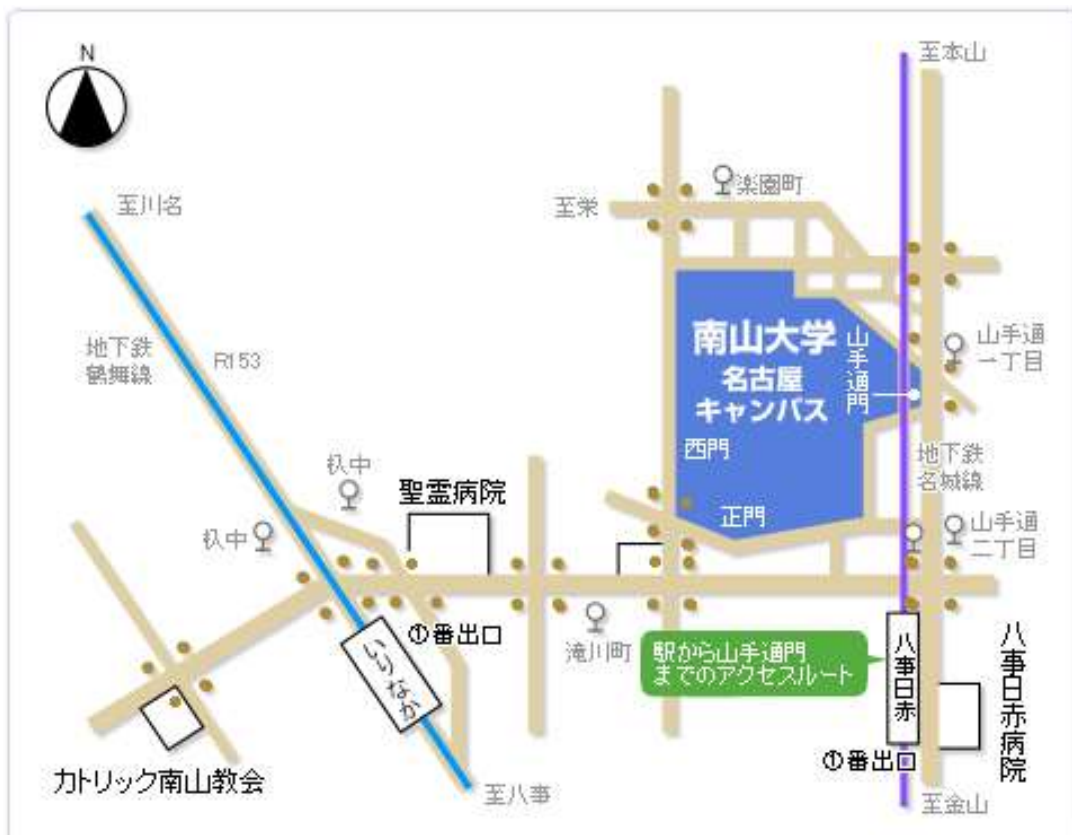 N
至本山
至川名
楽園町
至栄
地下鉄
鶴舞線
R153
南山大学
名古屋
キャンパス
山手通門
山手通
一丁目
西門
正門
地下鉄
名城線
杁中
聖霊病院
杁中
山手通
二丁目
①番出口
いりなか
滝川町
駅から山手通門
までのアクセスルート
八事日赤
八事日赤病院
①番出口
カトリック南山教会
至八事
至金山